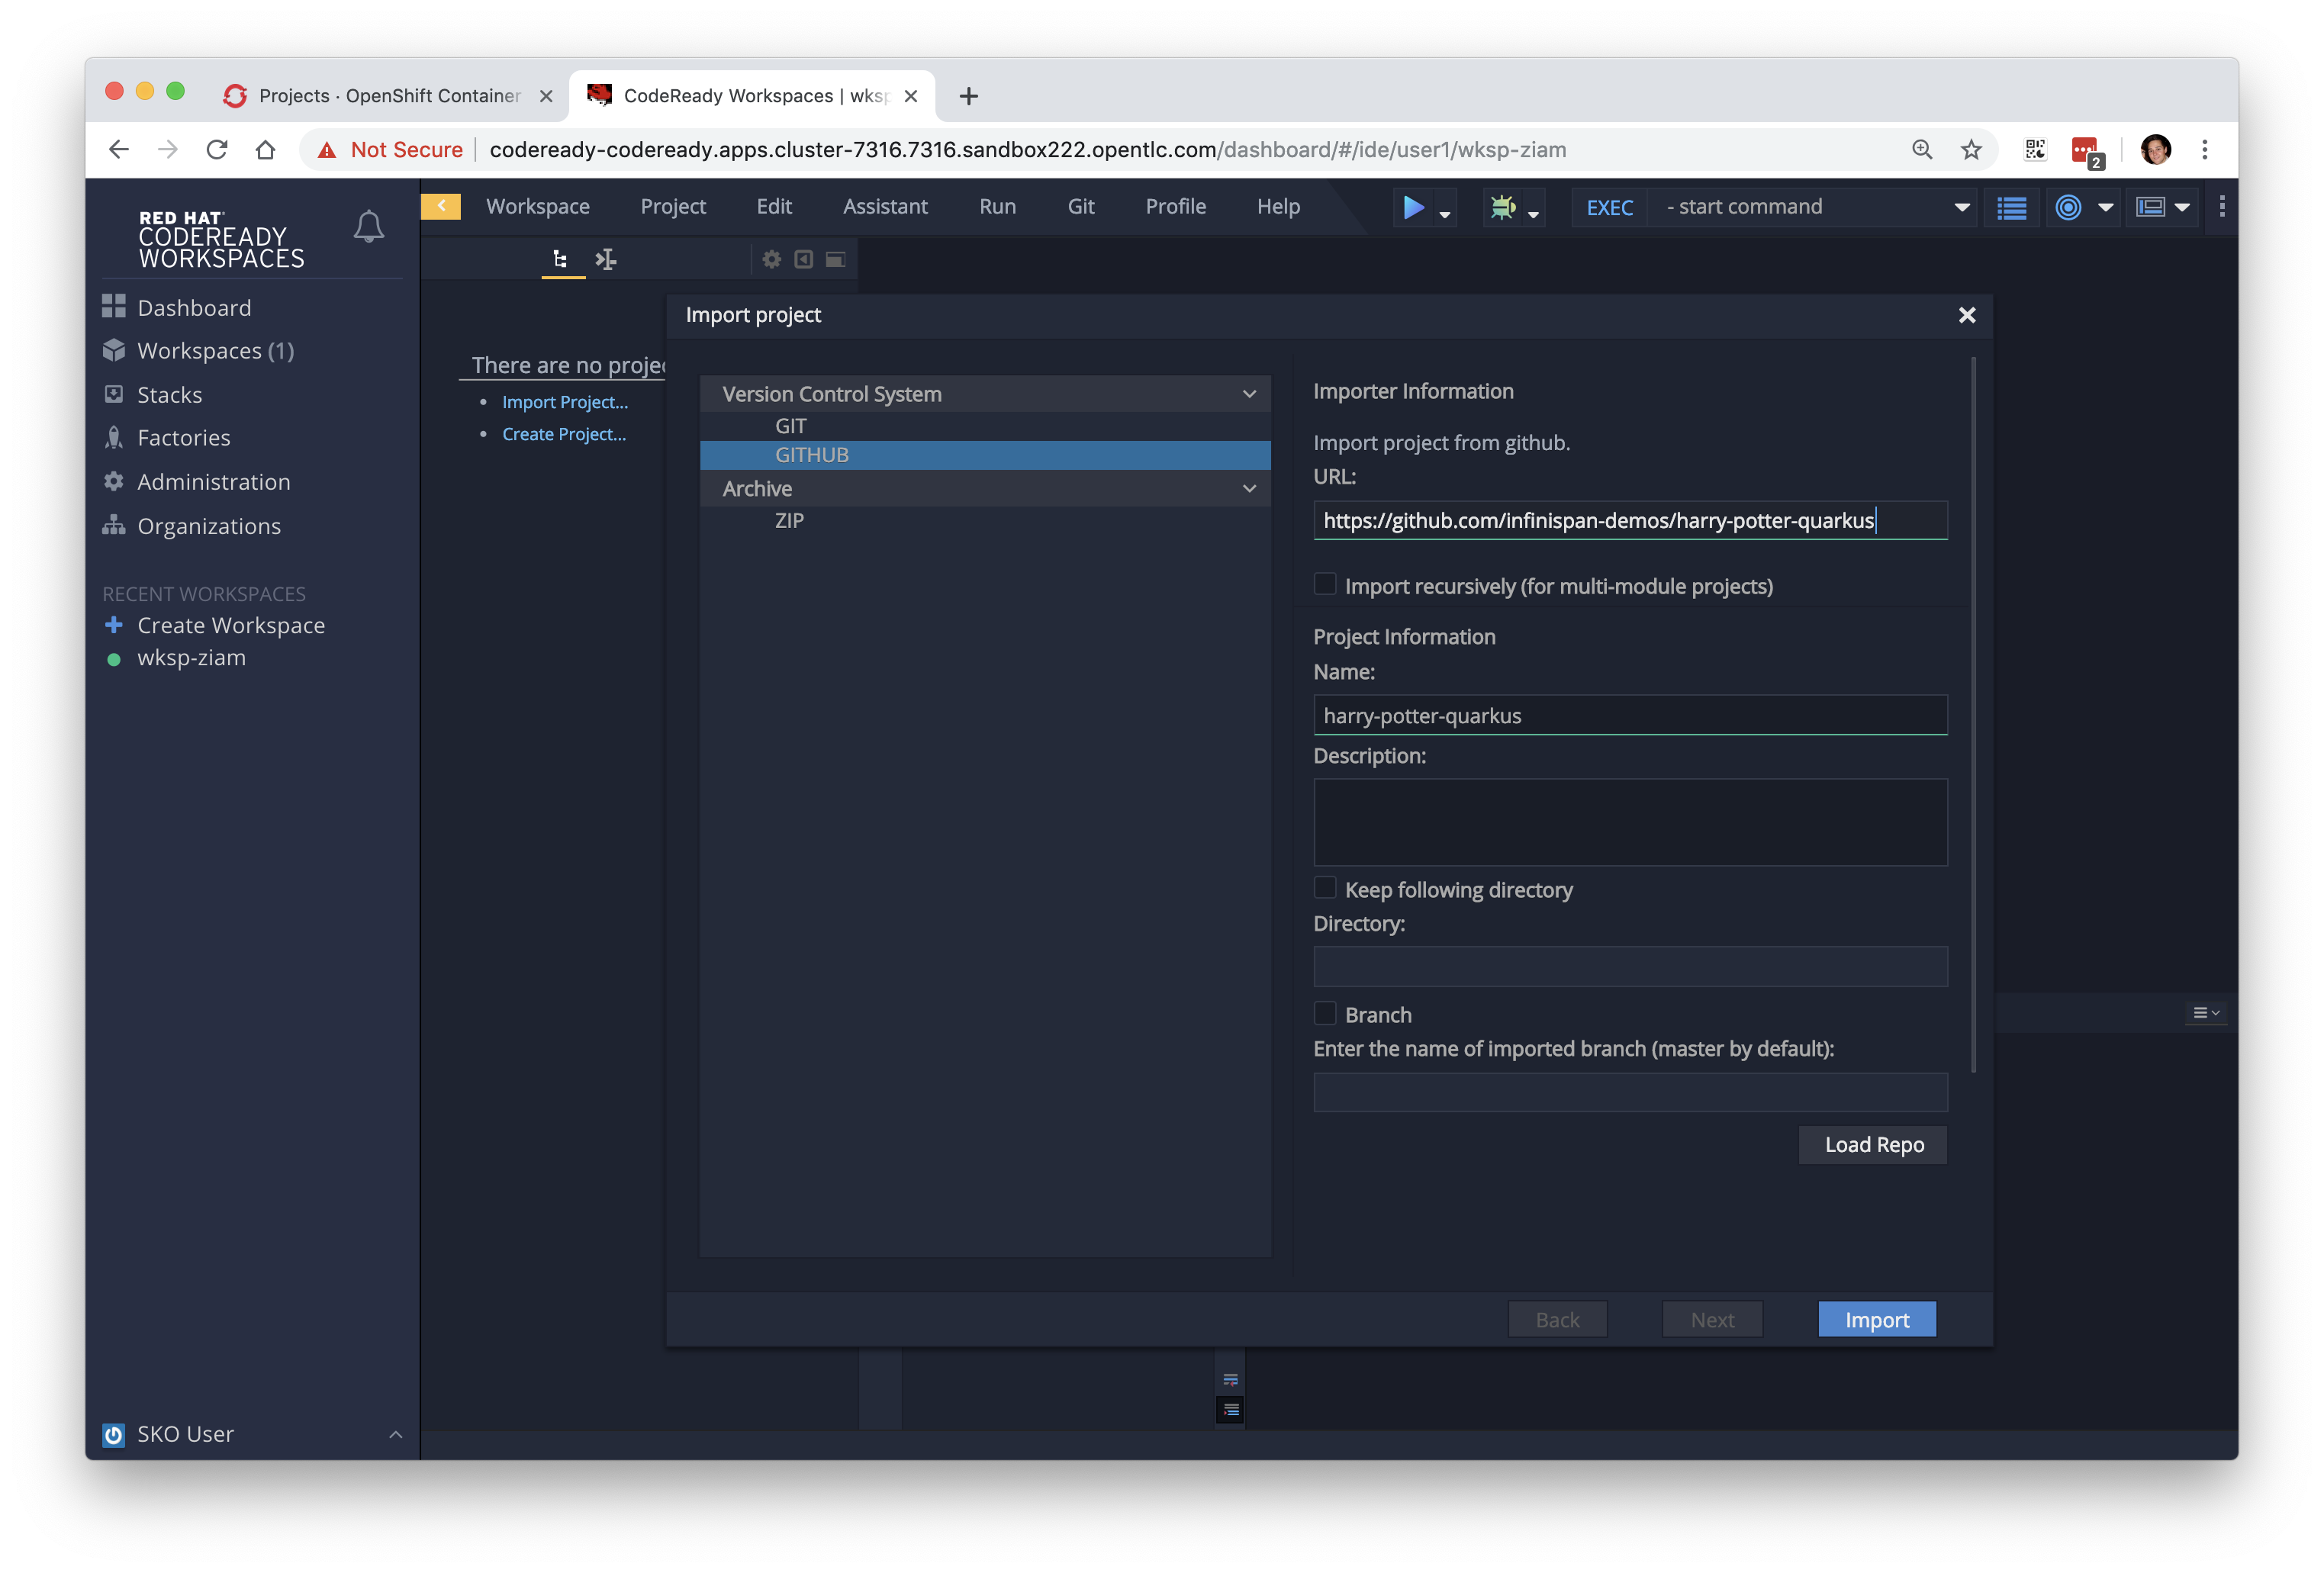 Projects · OpenShift Container
CodeReady Workspaces | wksp
Not Secure
codeready-codeready.apps.cluster-7316.7316.sandbox222.opentlc.com/dashboard/#/ide/user1/wksp-ziam
2
RED HAT
CODEREADY
WORKSPACES
Dashboard
Workspaces (1)
Stacks
Factories
Administration
Organizations
RECENT WORKSPACES
Create Workspace
wksp-ziam
SKO User
Workspace Project Edit Assistant Run Git Profile Help
EXEC - start command
There are no projec
Import Project...
Create Project...
Import project
Version Control System
GIT
GITHUB
Archive
ZIP
Importer Information
Import project from github.
URL:
https://github.com/infinispan-demos/harry-potter-quarkus
Import recursively (for multi-module projects)
Project Information
Name:
harry-potter-quarkus
Description:
Keep following directory
Directory:
Branch
Enter the name of imported branch (master by default):
Load Repo
Back Next Import